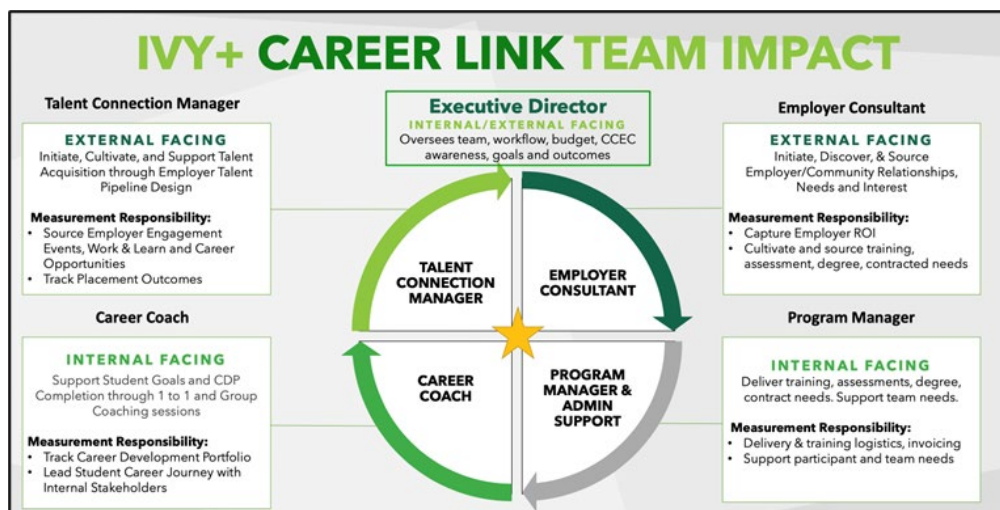 IVY+ CAREER LINK TEAM IMPACT
Talent Connection Manager
EXTERNAL FACING
Initiate, Cultivate, and Support Talent
Acquisition through Employer Talent
Pipeline Design
Measurement Responsibility:
• Source Employer Engagement
Events, Work & Learn and Career
Opportunities
• Track Placement Outcomes
Executive Director
INTERNAL/EXTERNAL FACING
Oversees team, workflow, budget, CCEC
awareness, goals and outcomes
Employer Consultant
EXTERNAL FACING
Initiate, Discover, & Source
Employer/Community Relationships,
Needs and Interest
Measurement Responsibility:
• Capture Employer ROI
• Cultivate and source training,
assessment, degree, contracted needs
TALENT
CONNECTION
MANAGER
EMPLOYER
CONSULTANT
CAREER
COACH
PROGRAM
MANAGER &
ADMIN
SUPPORT
Career Coach
INTERNAL FACING
Support Student Goals and CDP
Completion through 1 to 1 and Group
Coaching sessions
Measurement Responsibility:
• Track Career Development Portfolio
• Lead Student Career Journey with
Internal Stakeholders
Program Manager
INTERNAL FACING
Deliver training, assessments, degree,
contract needs. Support team needs.
Measurement Responsibility:
• Delivery & training logistics, invoicing
• Support participant and team needs